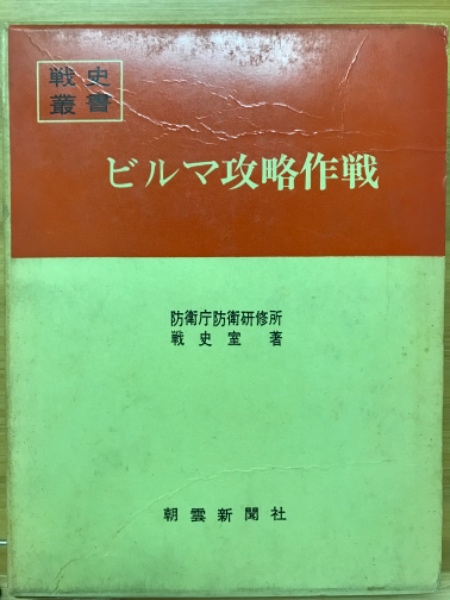 戦史
叢書
ビルマ攻略作戦
防衛庁防衛研修所
戦史室 著
朝雲新聞社